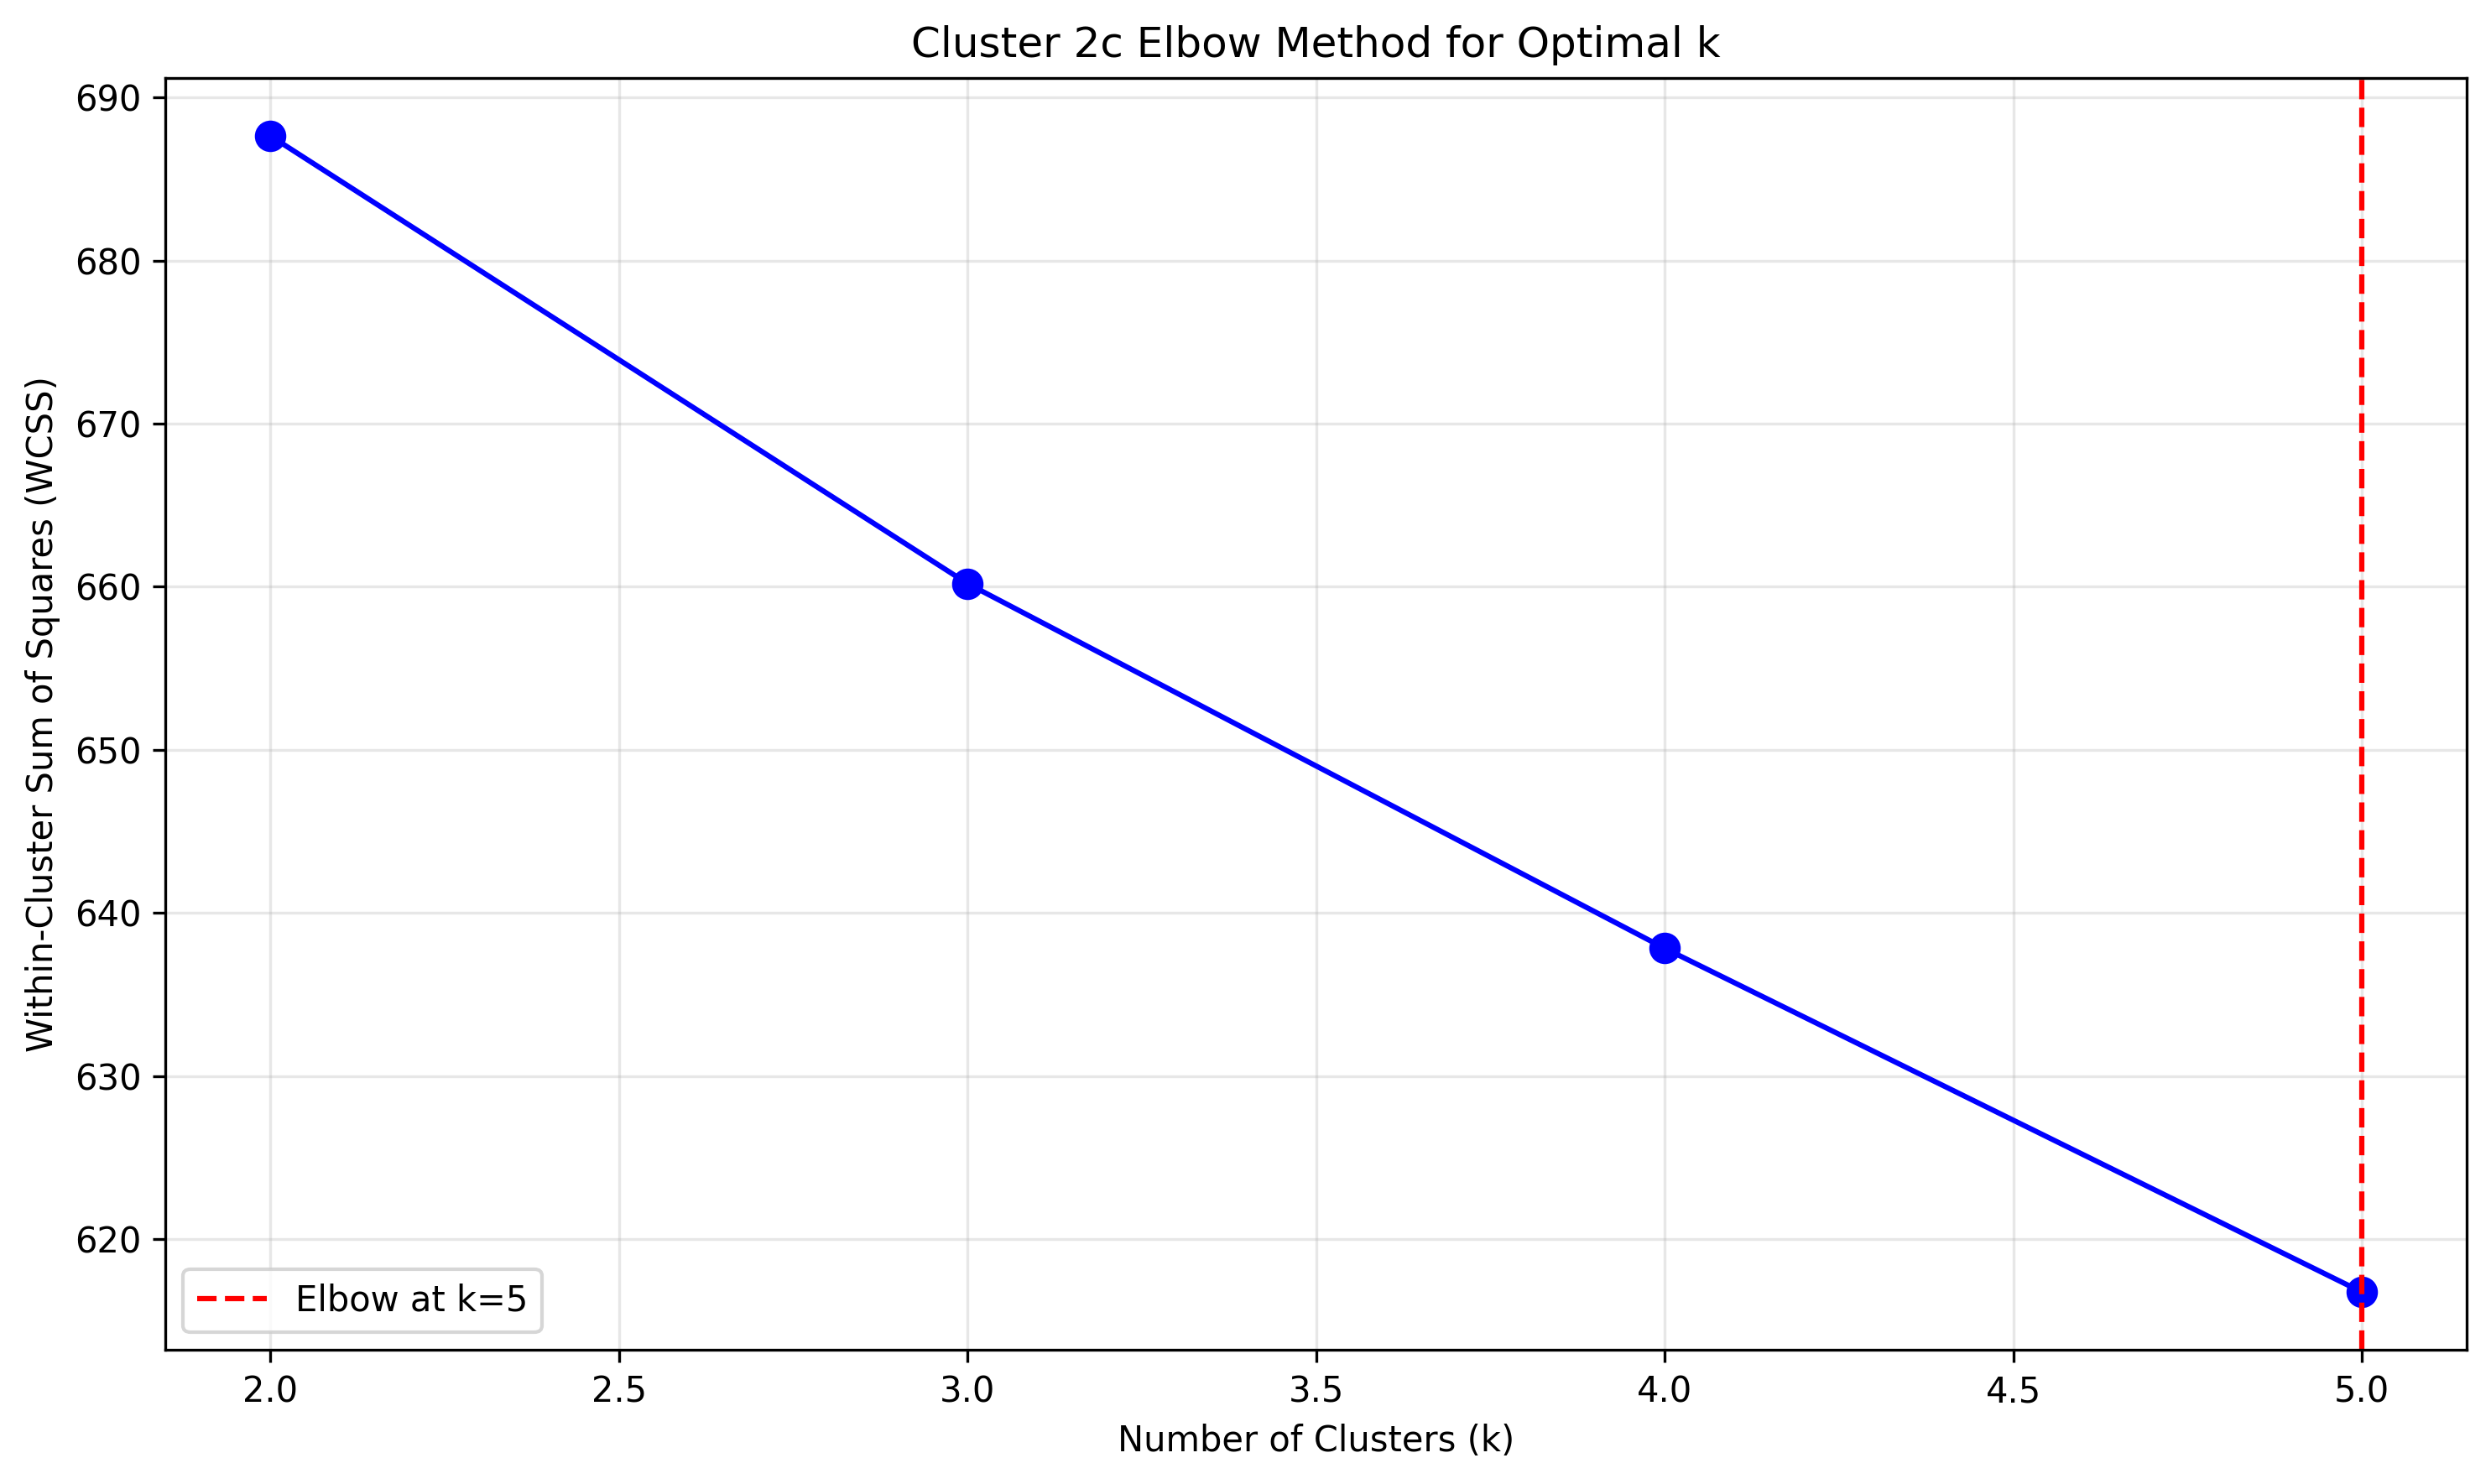 Cluster 2c Elbow Method for Optimal k
Within-Cluster Sum of Squares (WCSS)
690
680
670
660
650
640
630
620
Elbow at k=5
2.0 2.5 3.0 3.5 4.0 4.5 5.0
Number of Clusters (k)